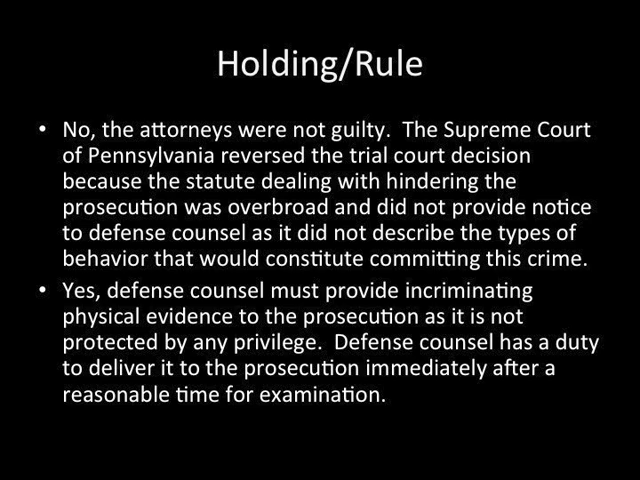 Holding/Rule
• No, the attorneys were not guilty.  The Supreme Court
of Pennsylvania reversed the trial court decision
because the statute dealing with hindering the
prosecution was overbroad and did not provide notice
to defense counsel as it did not describe the types of
behavior that would constitute committing this crime.
• Yes, defense counsel must provide incriminating
physical evidence to the prosecution as it is not
protected by any privilege.  Defense counsel has a duty
to deliver it to the prosecution immediately after a
reasonable time for examination.